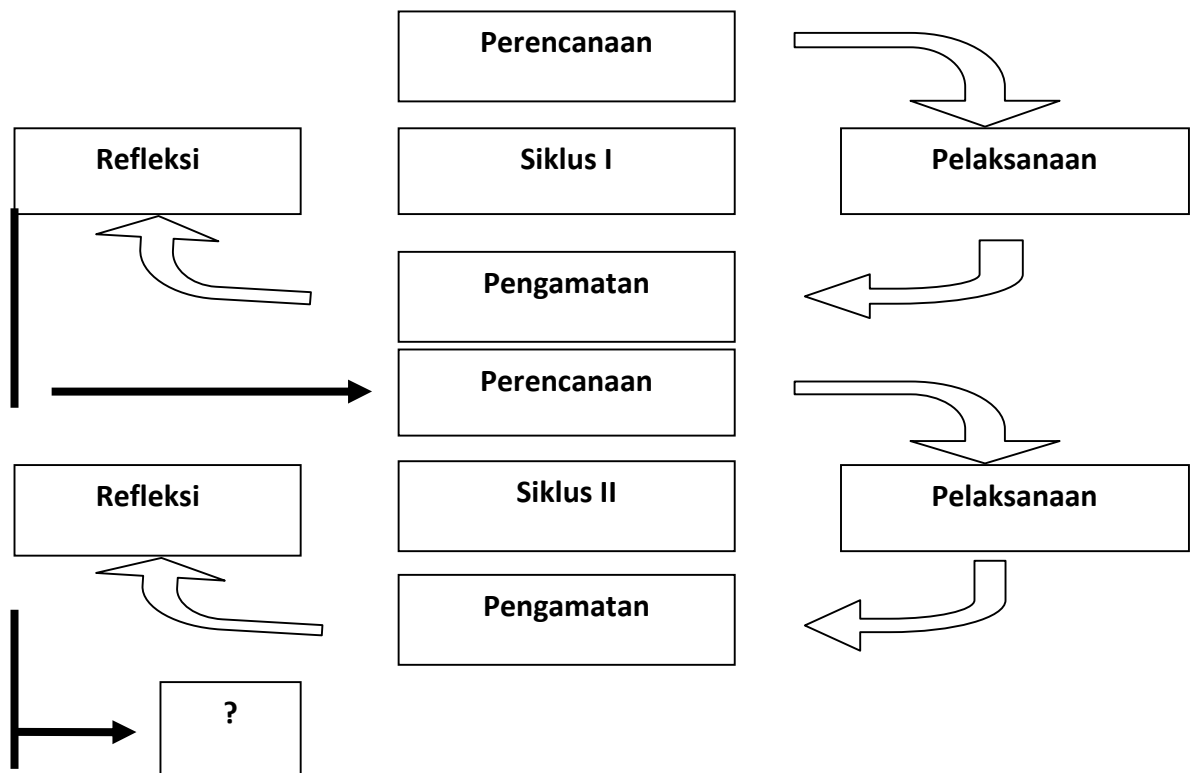 Perencanaan
Refleksi
Siklus I
Pelaksanaan
Pengamatan
Perencanaan
Refleksi
Siklus II
Pelaksanaan
Pengamatan
?